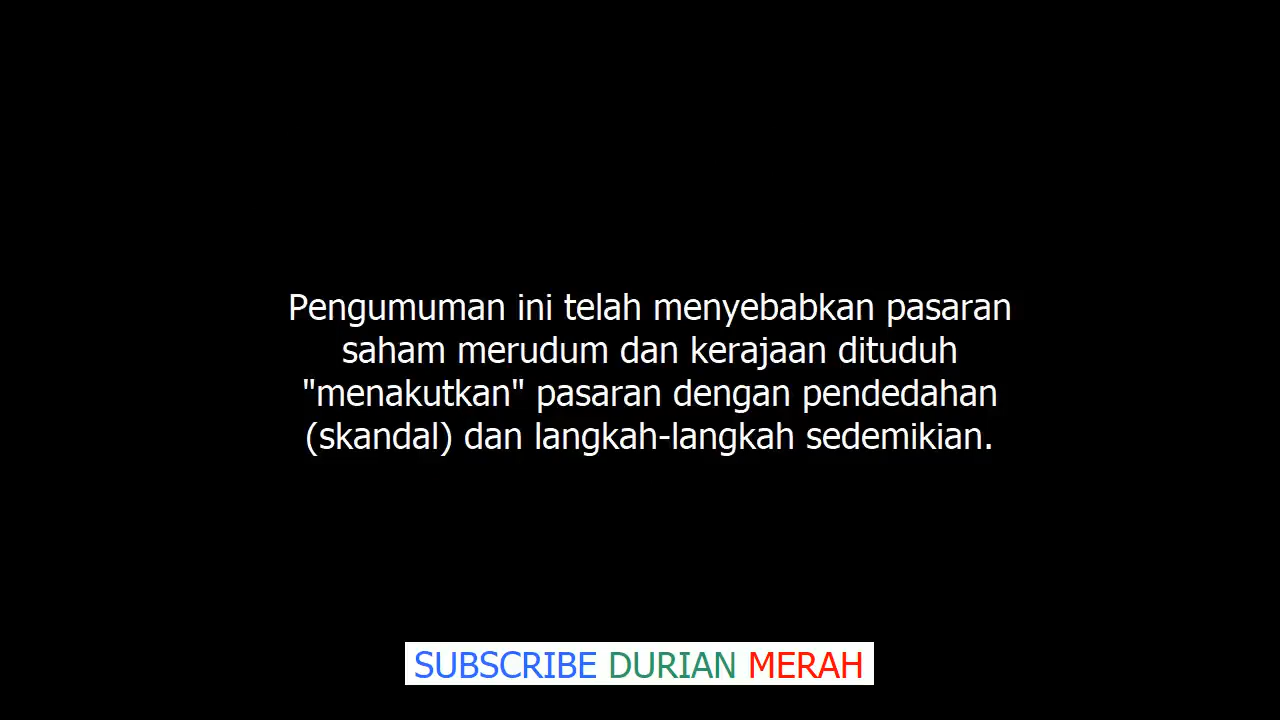 Pengumuman ini telah menyebabkan pasaran
saham merudum dan kerajaan dituduh
"menakutkan" pasaran dengan pendedahan
(skandal) dan langkah-langkah sedemikian.
SUBSCRIBE DURIAN MERAH